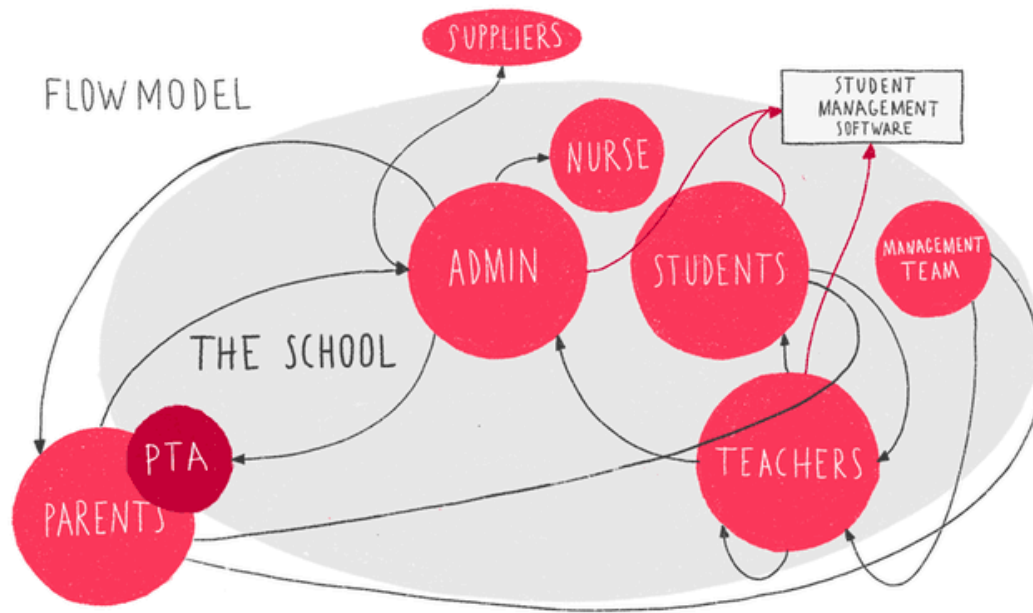 SUPPLIERS
FLOW MODEL
STUDENT
MANAGEMENT
SOFTWARE
NURSE
ADMIN
STUDENTS
MANAGEMENT
TEAM
THE SCHOOL
PTA
TEACHERS
PARENTS